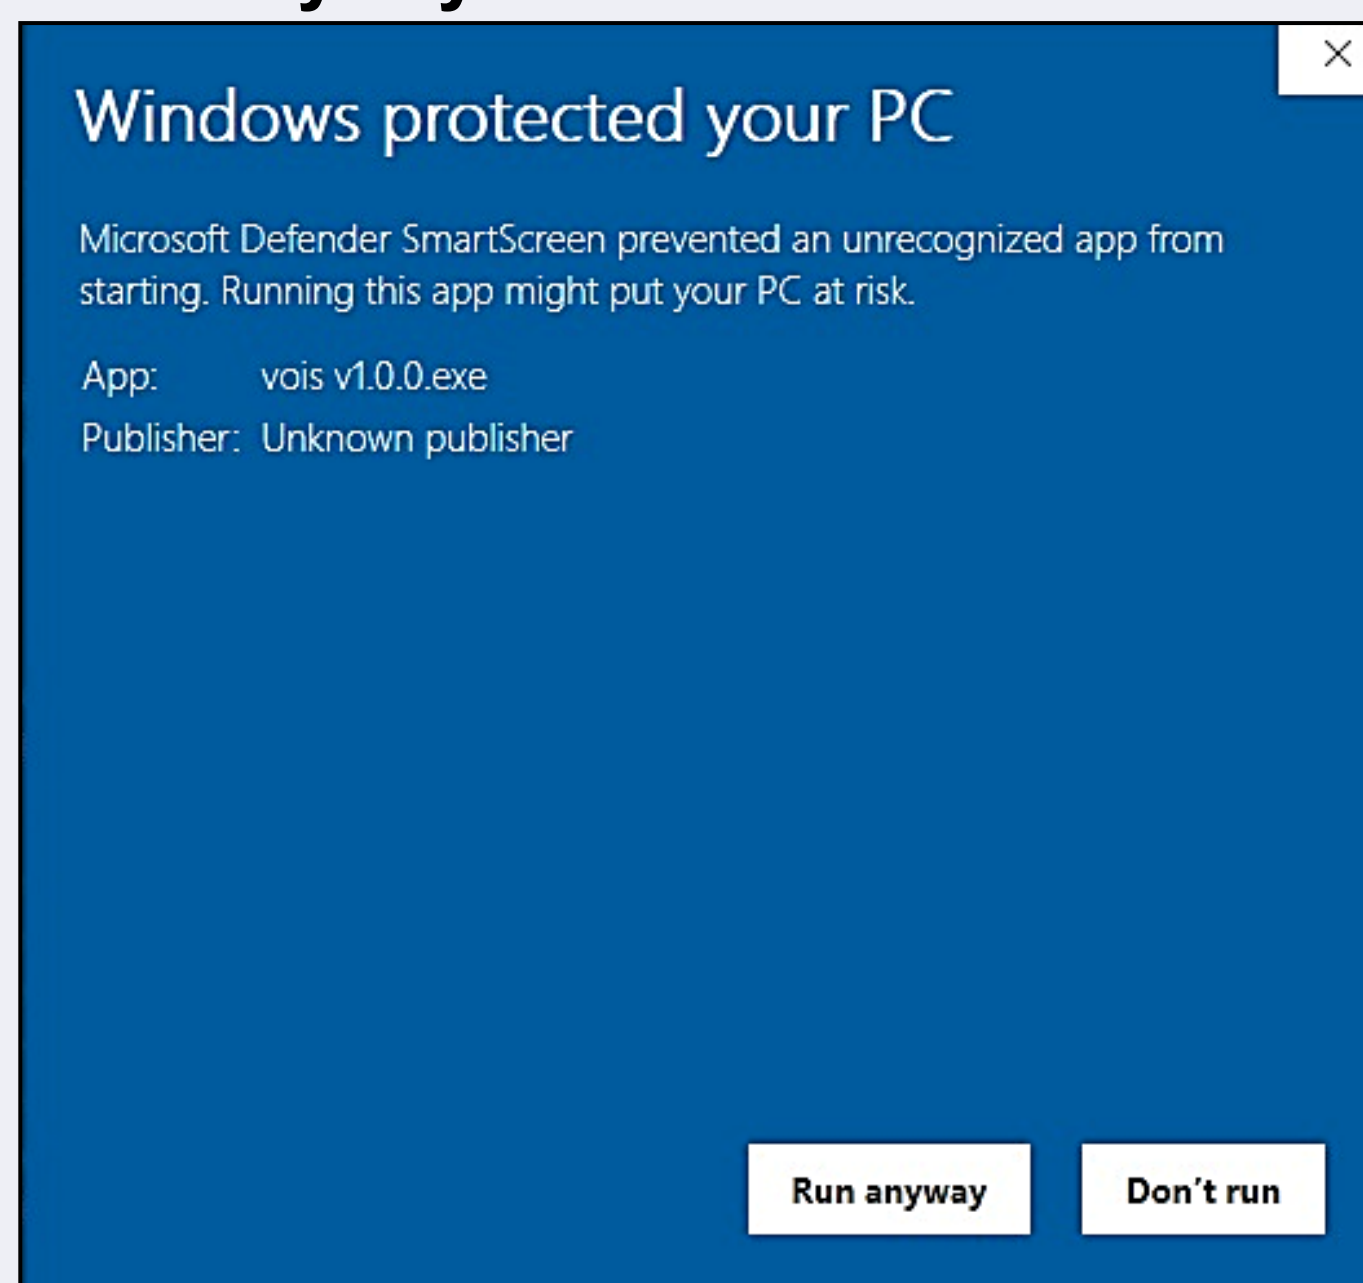 Windows protected your PC
Microsoft Defender SmartScreen prevented an unrecognized app from
starting. Running this app might put your PC at risk.
App: vois v1.0.0.exe
Publisher: Unknown publisher
Run anyway
Don't run